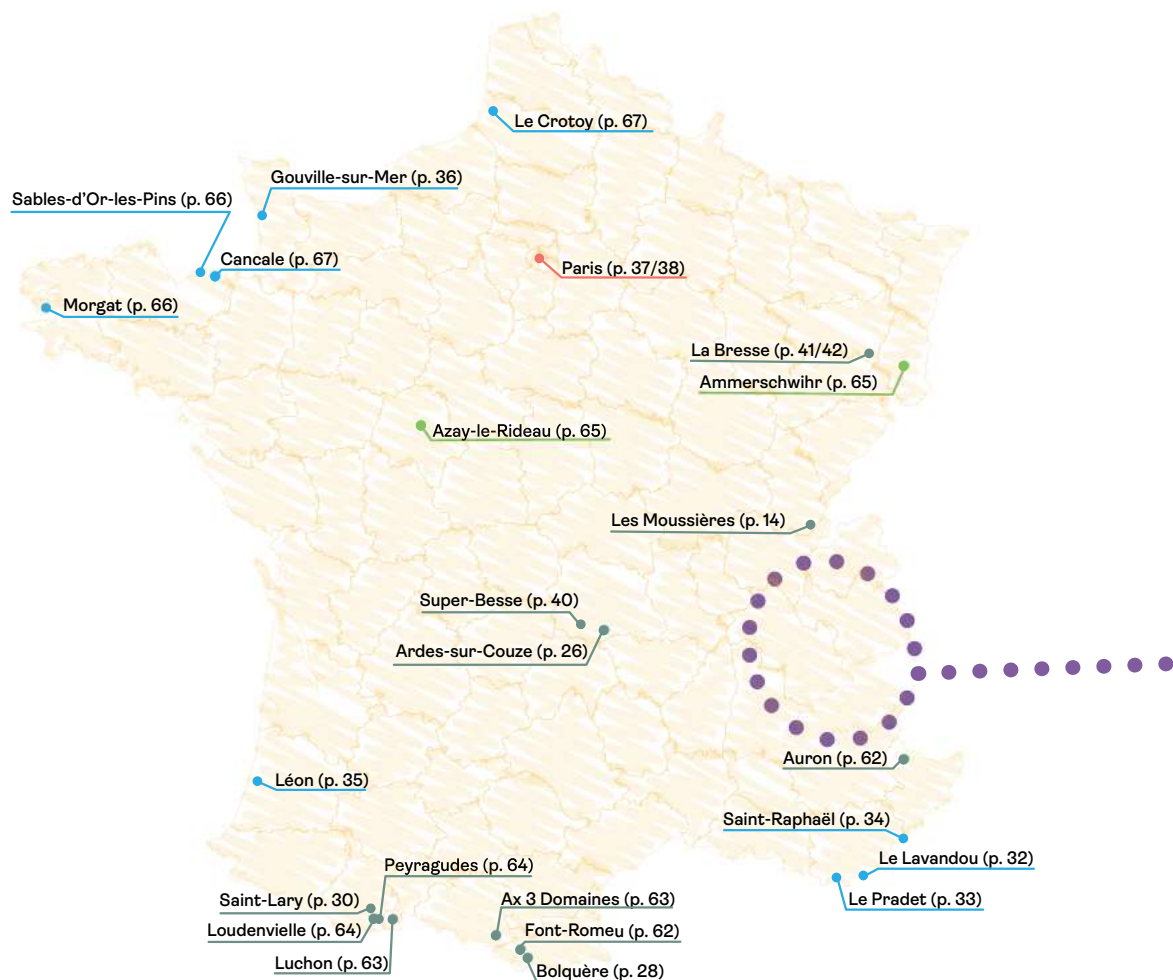 Le Crotoy (p. 67)
Gouville-sur-Mer (p. 36)
Sables-d'Or-les-Pins (p. 66)
Cancale (p. 67)
Paris (p. 37/38)
Morgat (p. 66)
La Bresse (p. 41/42)
Ammerschwihr (p. 65)
Azay-le-Rideau (p. 65)
Les Moussières (p. 14)
Super-Besse (p. 40)
Ardes-sur-Couze (p. 26)
Auron (p. 62)
Léon (p. 35)
Saint-Raphaël (p. 34)
Le Lavandou (p. 32)
Le Pradet (p. 33)
Peyragudes (p. 64)
Saint-Lary (p. 30)
Ax 3 Domaines (p. 63)
Loudenvielle (p. 64)
Font-Romeu (p. 62)
Luchon (p. 63)
Bolquère (p. 28)